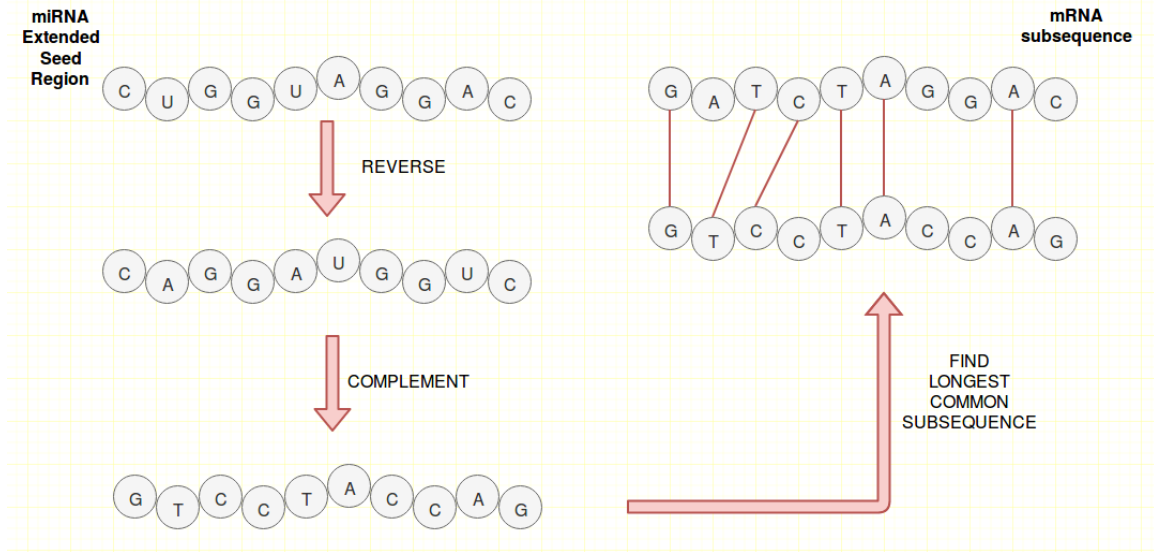 miRNA
Extended
Seed
Region
C U G G U A G G A C
REVERSE
C A G G A U G G U C
COMPLEMENT
G T C C T A C C A G
mRNA
subsequence
G A T C T A G G A C
G T C C T A C C A G
FIND
LONGEST
COMMON
SUBSEQUENCE